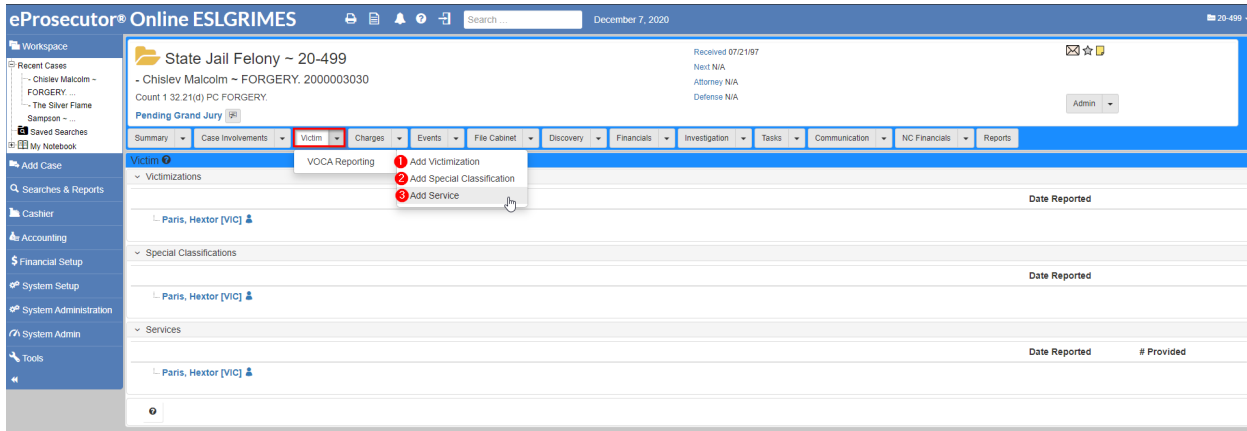 eProsecutor® Online ESLGRIMES Search ... December 7, 2020 20-499
Workspace
Recent Cases
- Chislev Malcolm ~
FORGERY. ...
- The Silver Flame
Sampson ~ ...
Saved Searches
My Notebook
Add Case
Searches & Reports
Cashier
Accounting
Financial Setup
System Setup
System Administration
System Admin
Tools
State Jail Felony ~ 20-499
- Chislev Malcolm ~ FORGERY. 2000003030
Count 1 32.21(d) PC FORGERY.
Pending Grand Jury
Received 07/21/97
Next N/A
Attorney N/A
Defense N/A
Admin
Summary Case Involvements Victim Charges Events File Cabinet Discovery Financials Investigation Tasks Communication NC Financials Reports
Victim
VOCA Reporting
1 Add Victimization
2 Add Special Classification
3 Add Service
Victimizations
Date Reported
Paris, Hextor [VIC]
Special Classifications
Date Reported
Paris, Hextor [VIC]
Services
Date Reported # Provided
Paris, Hextor [VIC]